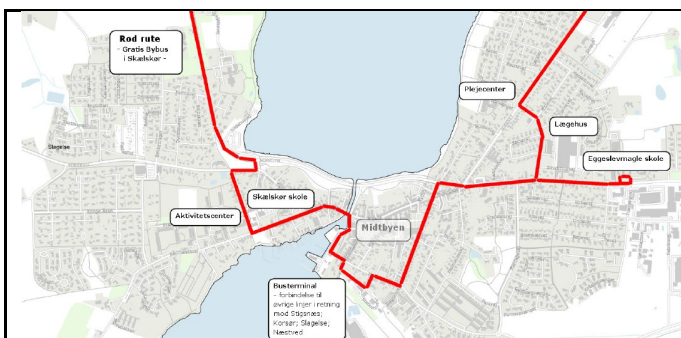 Rød rute
- Gratis Bybus
i Skælskør -
Plejecenter
Lægehus
Eggeslevmagle skole
Skælskør skole
Aktivitetscenter
Midtbyen
Busterminal
- forbindelse til
øvrige linjer i retning
mod Stigsnæs;
Korsør; Slagelse;
Næstved